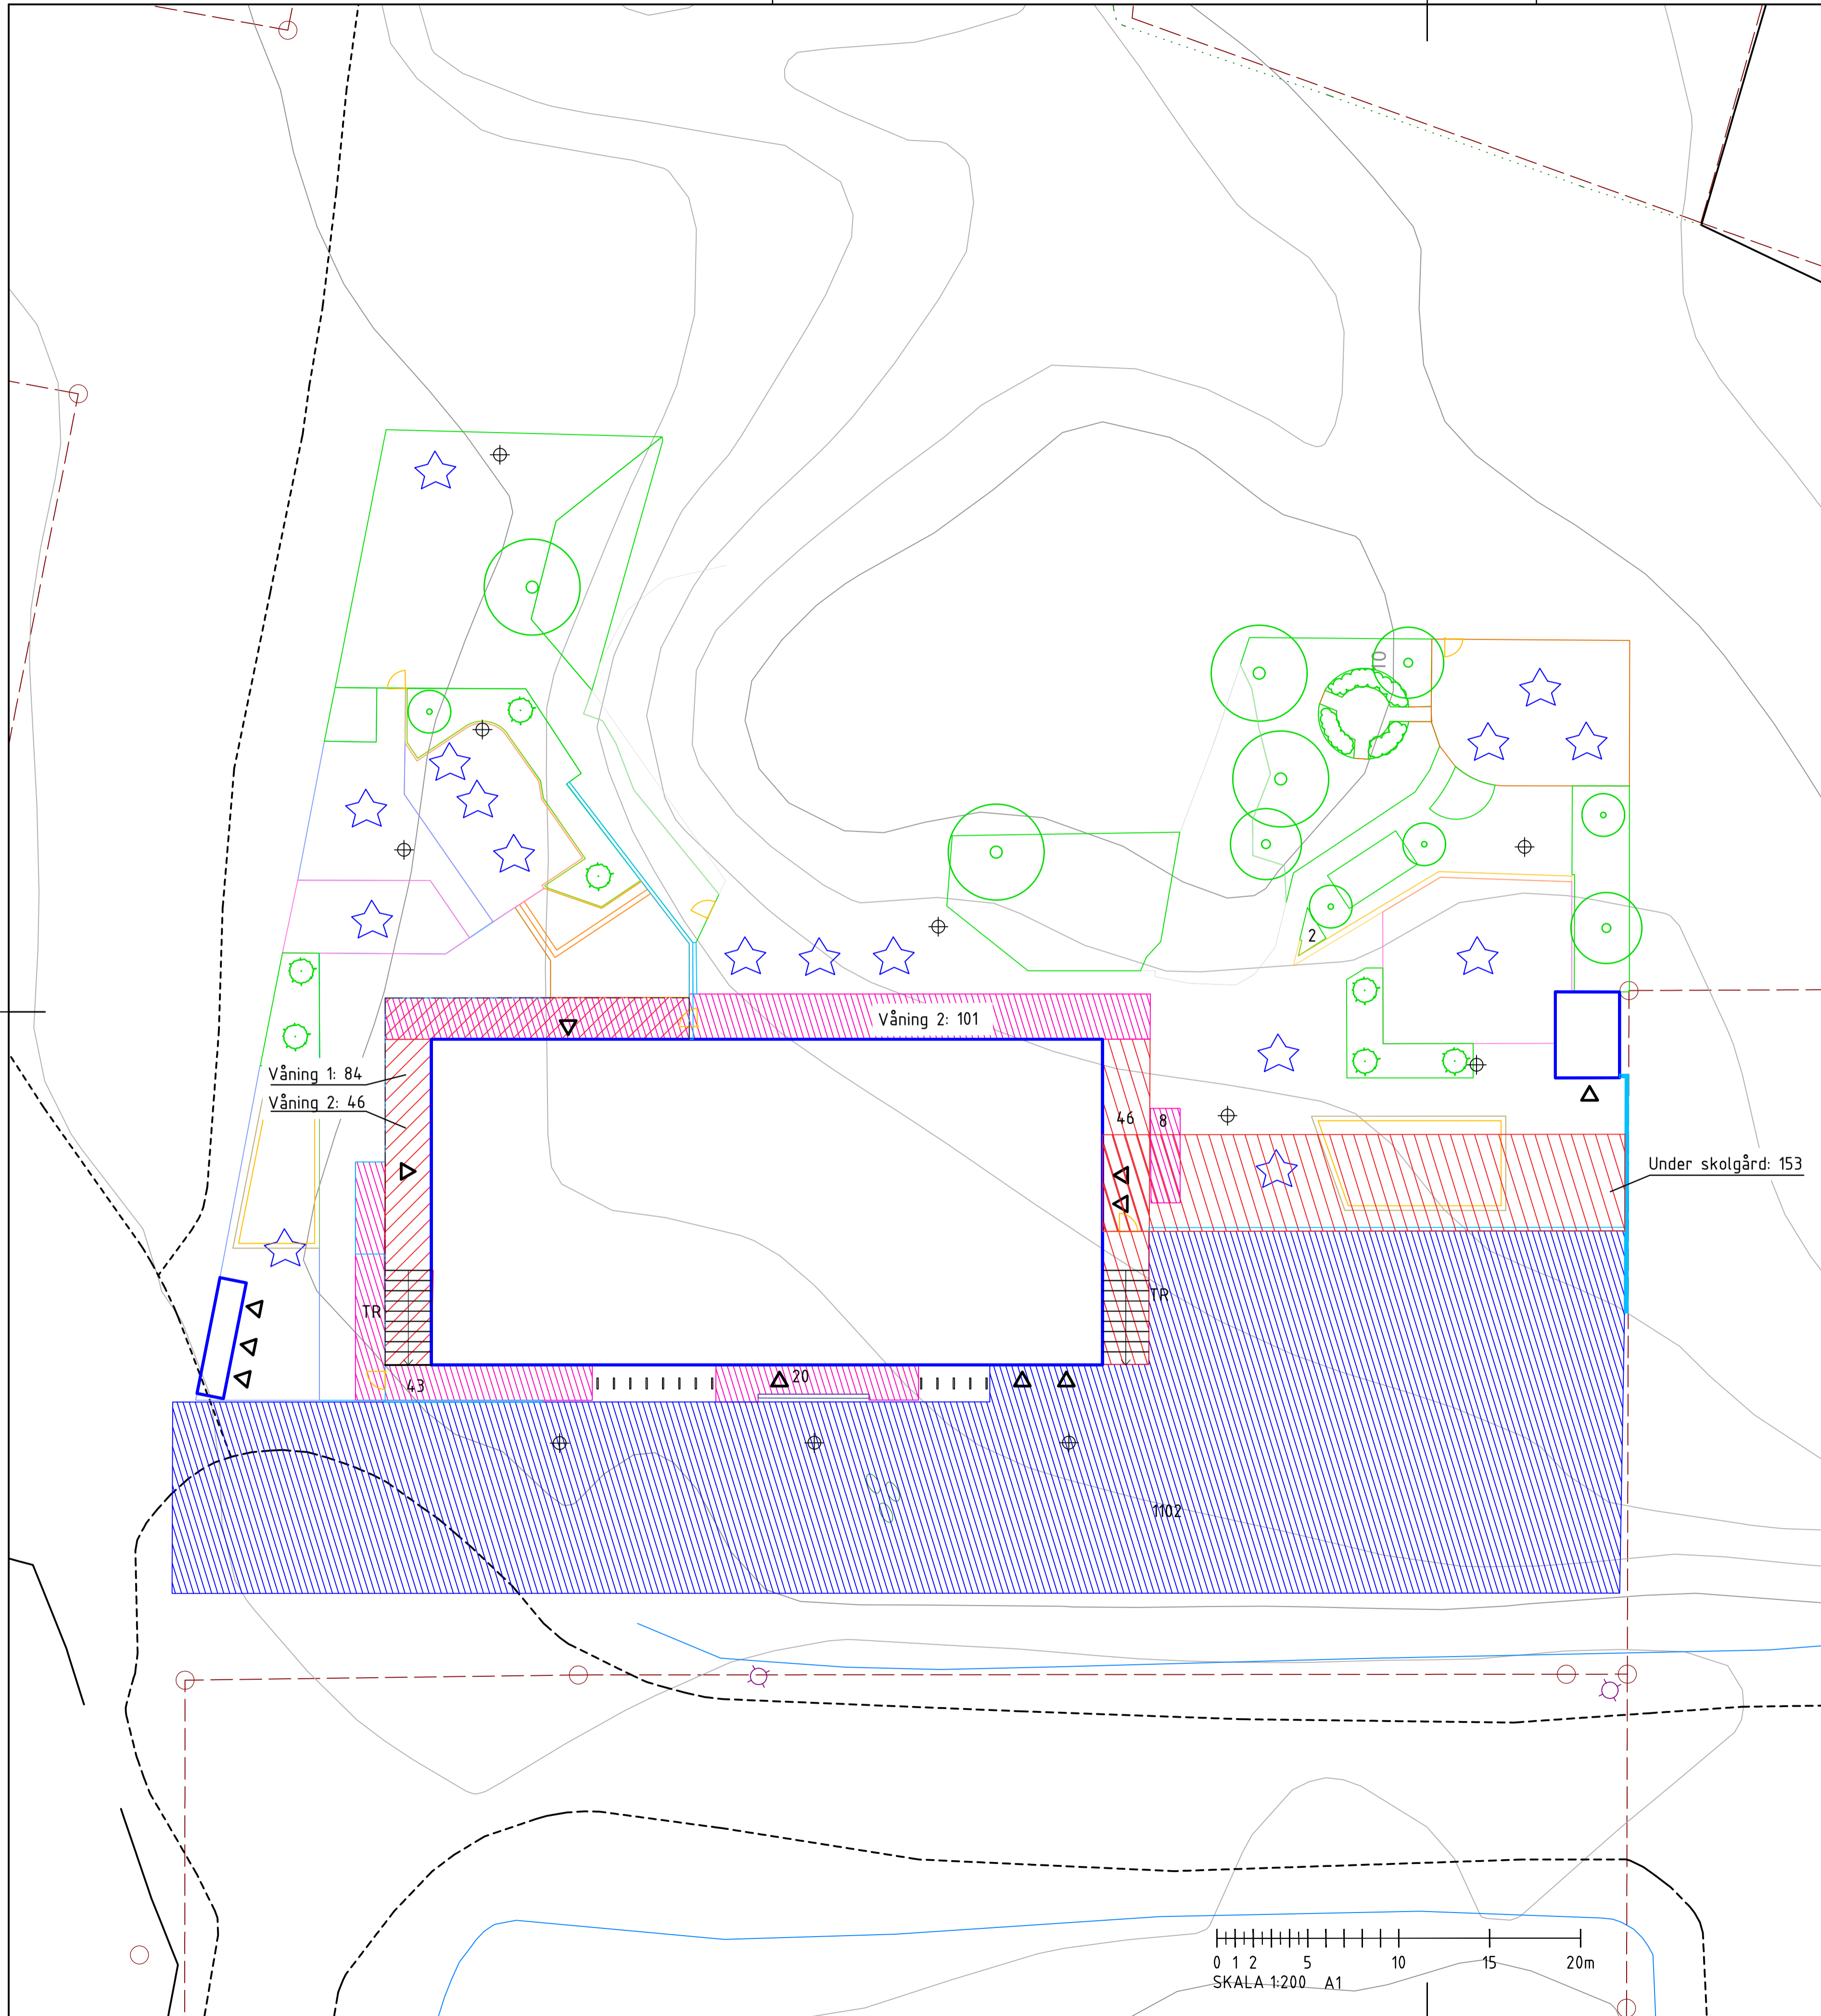 10
2
Våning 2: 101
Våning 1: 84
Våning 2: 46
46
8
Under skolgård: 153
TR
TR
43
20
1102
0 1 2 5 10 15 20m
SKALA 1:200 A1